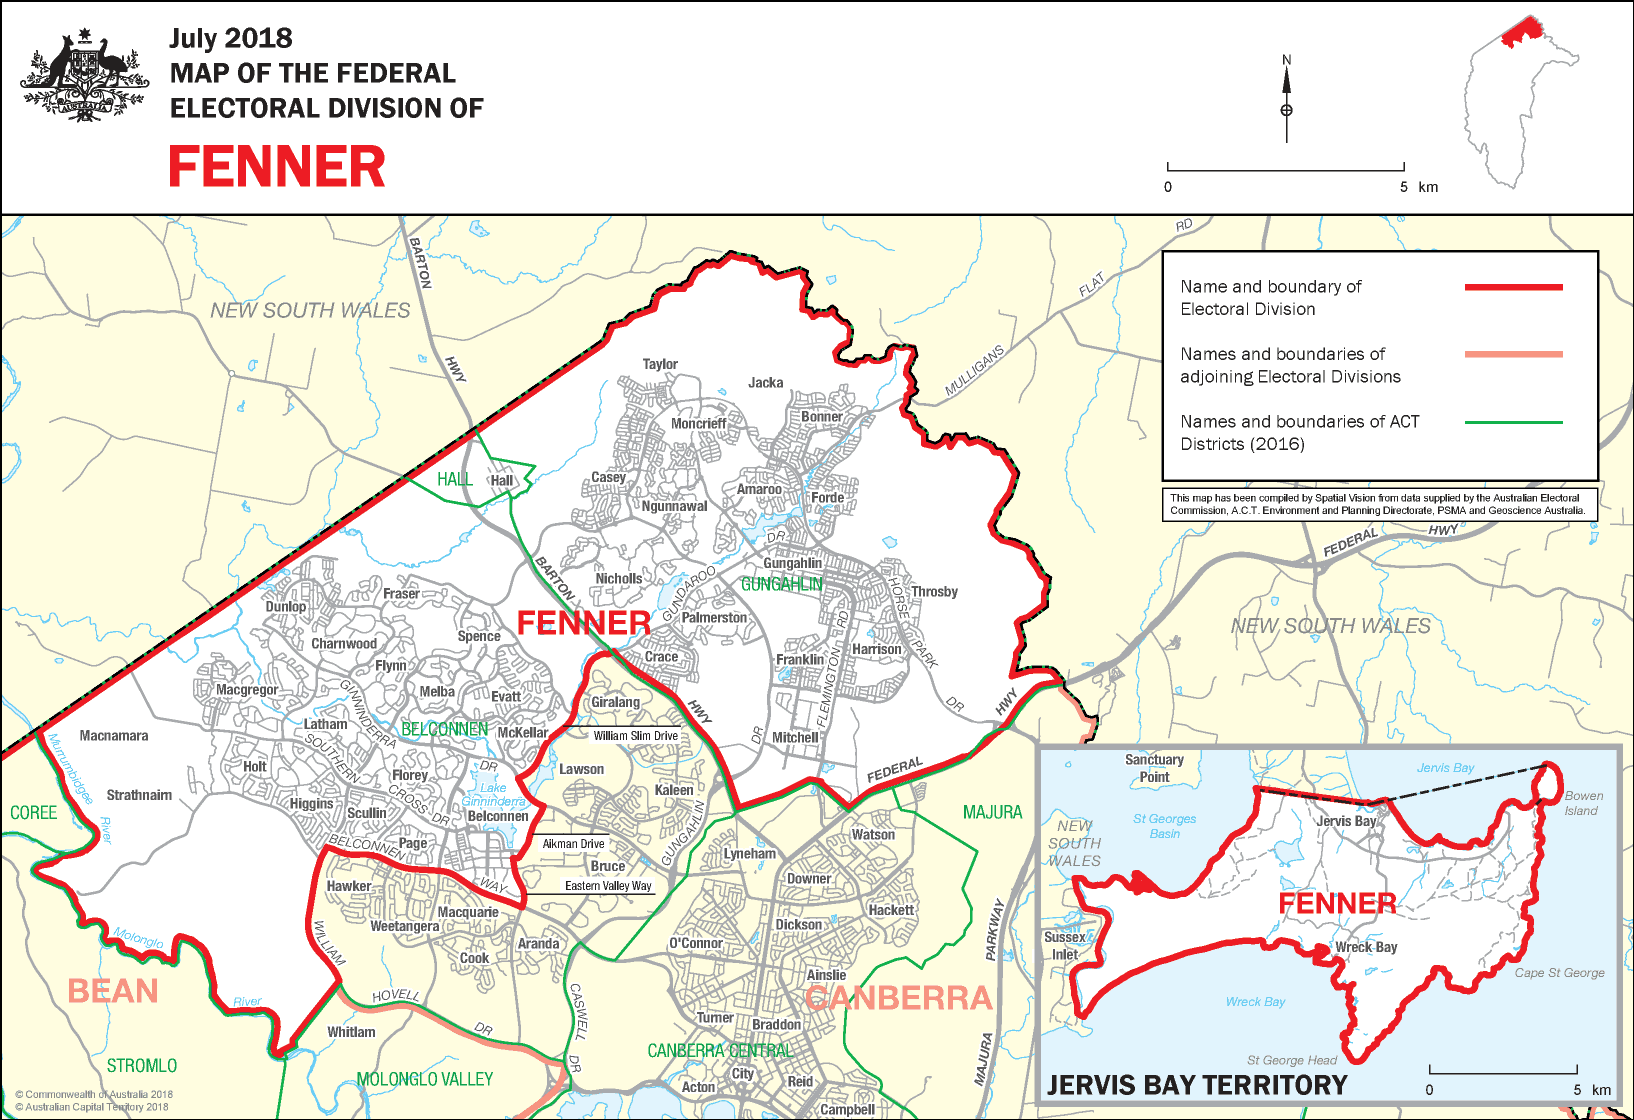 July 2018
MAP OF THE FEDERAL
ELECTORAL DIVISION OF
FENNER
AUSTRALIA
N
0 5 km
Name and boundary of
Electoral Division
Names and boundaries of
adjoining Electoral Divisions
Names and boundaries of ACT
Districts (2016)
This map has been compiled by Spatial Vision from data supplied by the Australian Electoral
Commission, A.C.T. Environment and Planning Directorate, PSMA and Geoscience Australia.
RD
BARTON
FLAT
NEW SOUTH WALES
HWY
MULLIGANS
Taylor
Jacka
Moncrieff
Bonner
HALL
Hall
Casey
Amaroo
Forde
Ngunnawal
FEDERAL
HWY
DR
BARTON
Gungahlin
GUNGAHLIN
Nicholls
GUNDAROO
HORSE
PARK
DR
Throsby
Fraser
Dunlop
Palmerston
RD
FENNER
NEW SOUTH WALES
Charnwood
Spence
Crace
Franklin
Harrison
Flynn
Macgregor
Melba
Evatt
GINNINDERRA
Giralang
FLEMINGTON
HWY
HWY
Latham
BELCONNEN
McKellar
Macnamara
William Slim Drive
DR
Mitchell
SOUTHERN
Murrumbidgee
River
Holt
Florey
DR
Lawson
FEDERAL
Lake
Ginninderra
Kaleen
Strathnairn
CROSS
DR
Higgins
Scullin
Belconnen
COREE
MAJURA
Page
BELCONNEN
WAY
Aikman Drive
GUNGAHLIN
Watson
Lyneham
Bruce
Eastern Valley Way
Downer
Hawker
Macquarie
Hackett
Weetangera
Dickson
Molonglo
River
WILLIAM
Aranda
O'Connor
PARKWAY
Cook
Ainslie
BEAN
HOVELL
DR
CASWELL
DR
CANBERRA
Turner
Braddon
Whitlam
CANBERRA CENTRAL
STROMLO
MOLONGLO VALLEY
City
Acton
Reid
MAJURA
Campbell
© Commonwealth of Australia 2018
© Australian Capital Territory 2018
Sanctuary
Point
Jervis Bay
Bowen
Island
St Georges
Basin
Jervis Bay
NEW
SOUTH
WALES
FENNER
Sussex
Inlet
Wreck Bay
Cape St George
Wreck Bay
St George Head
JERVIS BAY TERRITORY
0 5 km